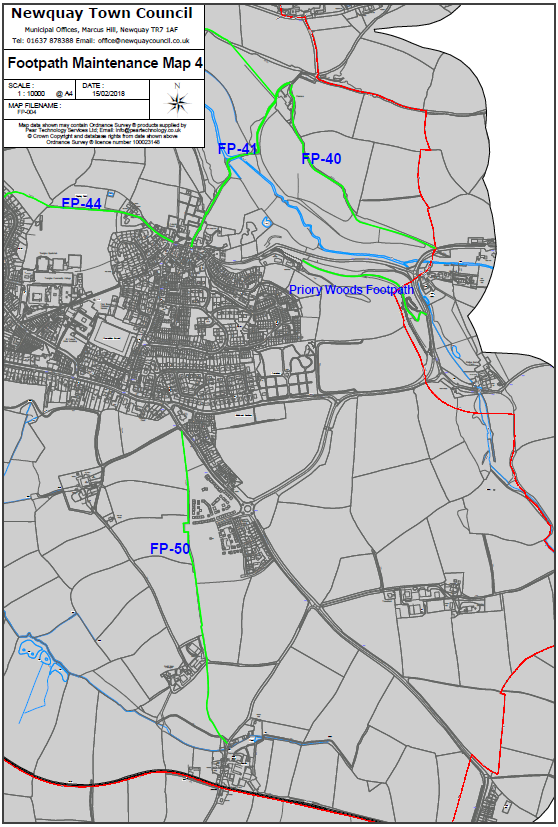 Newquay Town Council
Municipal Offices, Marcus Hill, Newquay TR7 1AF
Tel: 01637 878388 Email: office@newquaycouncil.co.uk
Footpath Maintenance Map 4
SCALE :
1 : 10000 @ A4
DATE :
15/02/2018
MAP FILENAME :
FP-004
N
Map data shown may contain Ordnance Survey ® products supplied by
Pear Technology Services Ltd; Email: info@peartechnology.co.uk
© Crown Copyright and database rights from date shown above
Ordnance Survey ® licence number 100023148
FP-41
FP-40
FP-44
Priory Woods Footpath
FP-50